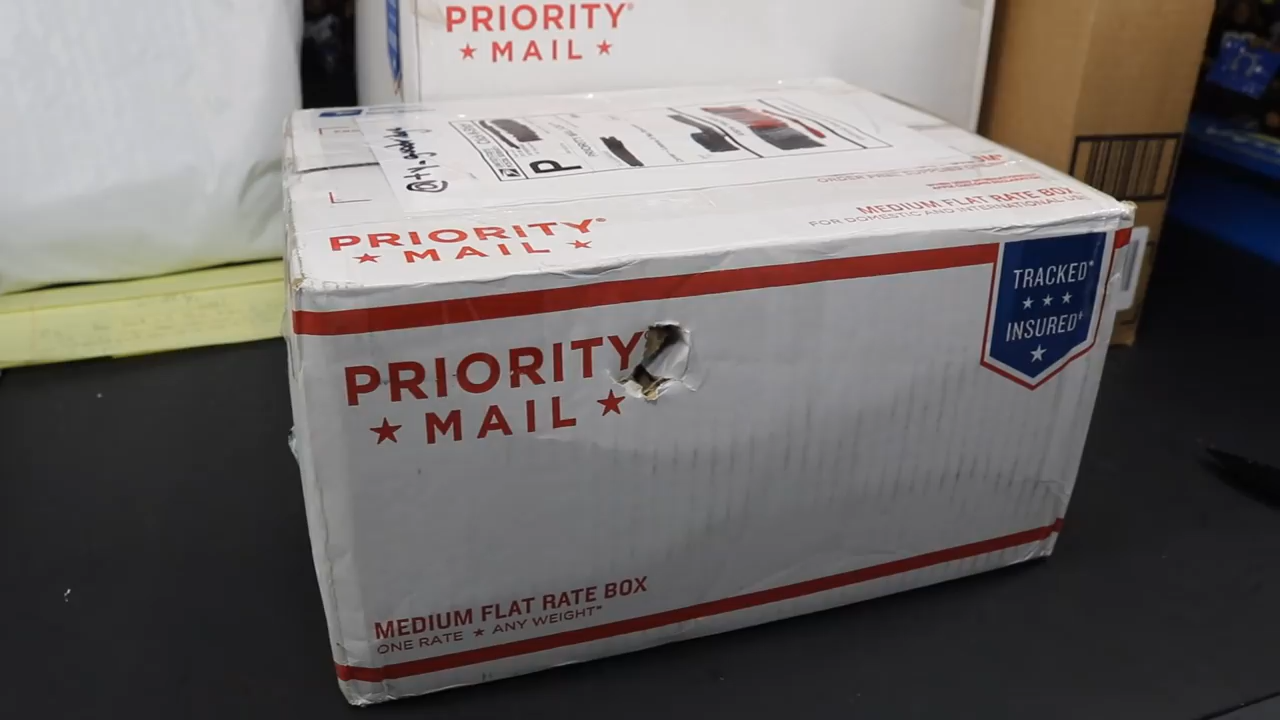 PRIORITY®
★ MAIL ★
P
PRIORITY
★ MAIL ★
MEDIUM FLAT RATE BOX
FOR DOMESTIC AND INTERNATIONAL USE
PRIORITY®
★ MAIL ★
TRACKED*
★ ★ ★
INSURED+
★
MEDIUM FLAT RATE BOX
ONE RATE ★ ANY WEIGHT*